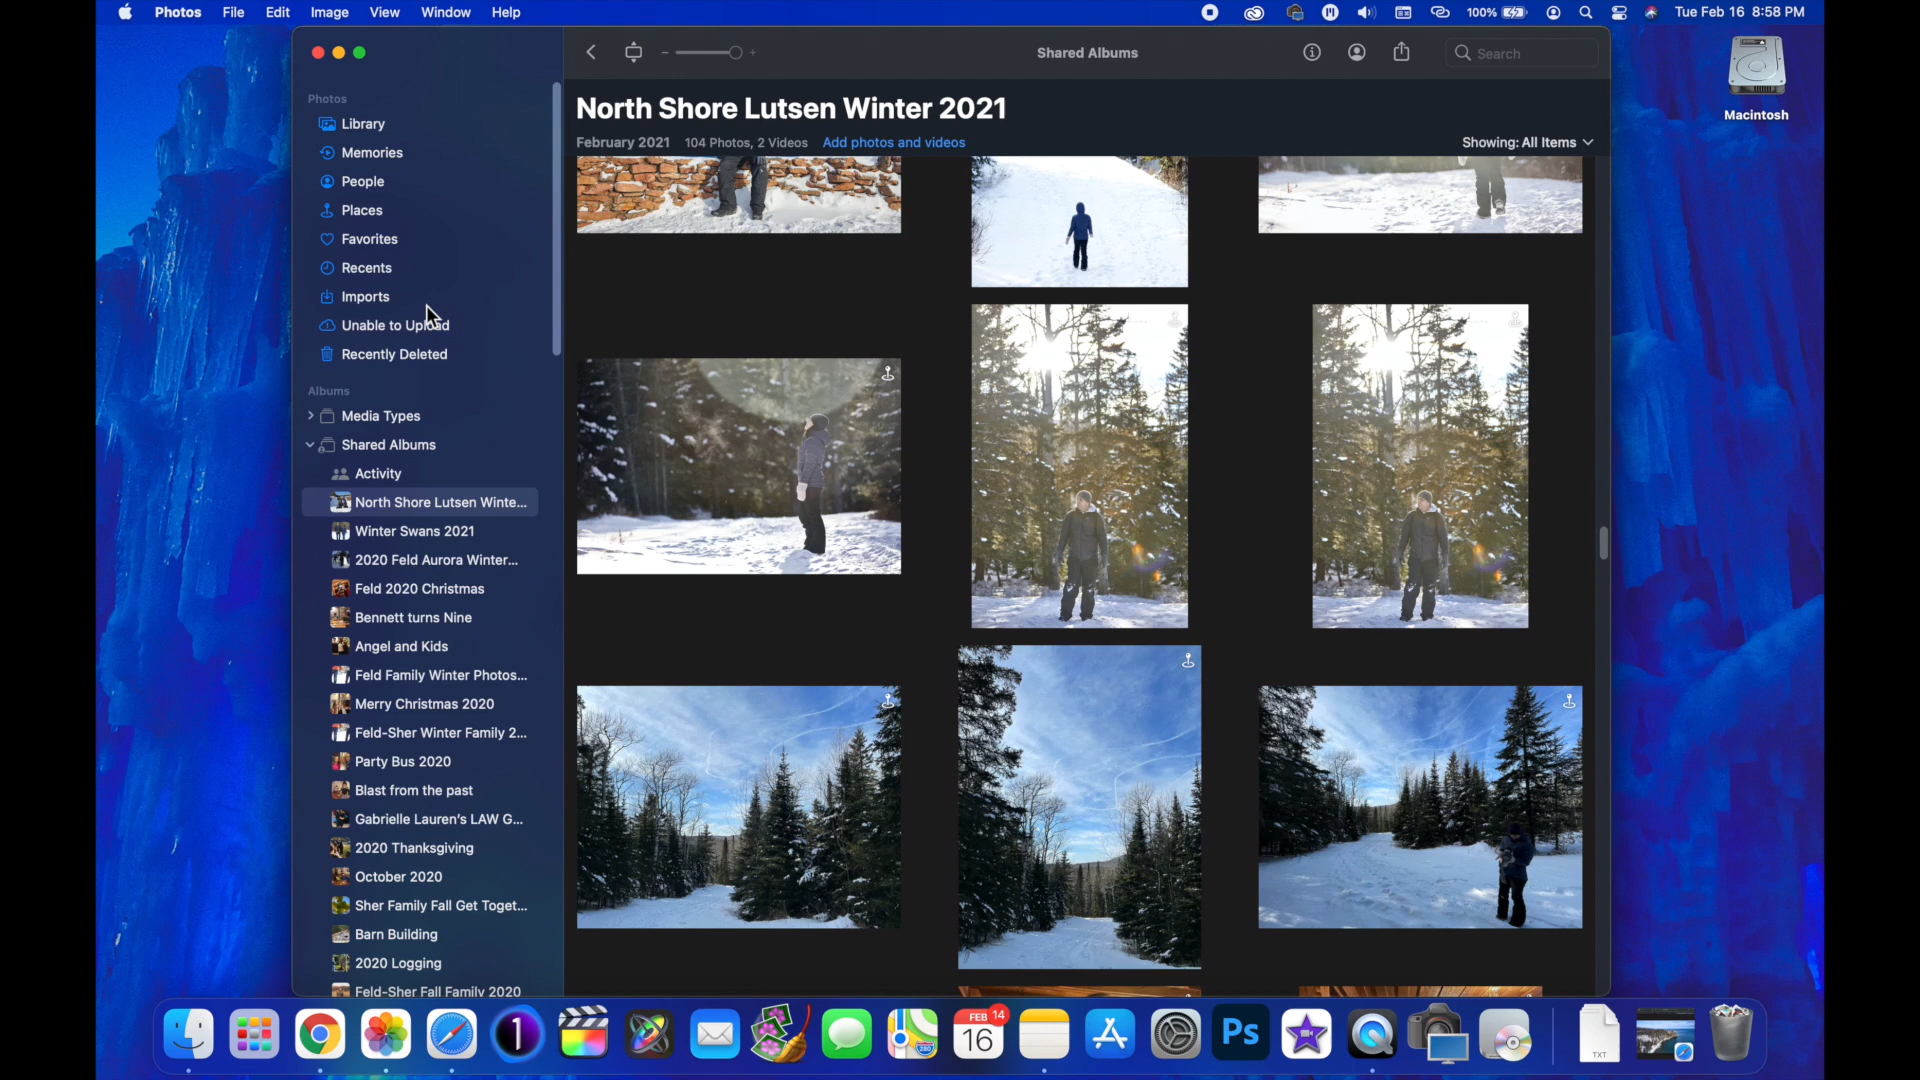 Photos File Edit Image View Window Help
100% Tue Feb 16 8:58 PM
Shared Albums
Search
Macintosh
North Shore Lutsen Winter 2021
February 2021 104 Photos, 2 Videos Add photos and videos
Showing: All Items
Photos
Library
Memories
People
Places
Favorites
Recents
Imports
Unable to Upload
Recently Deleted
Albums
Media Types
Shared Albums
Activity
North Shore Lutsen Winte...
Winter Swans 2021
2020 Feld Aurora Winter...
Feld 2020 Christmas
Bennett turns Nine
Angel and Kids
Feld Family Winter Photos...
Merry Christmas 2020
Feld-Sher Winter Family 2...
Party Bus 2020
Blast from the past
Gabrielle Lauren's LAW G...
2020 Thanksgiving
October 2020
Sher Family Fall Get Toget...
Barn Building
2020 Logging
Feld-Sher Fall Family 2020
1
280
FEB 14
16
Ps
TXT